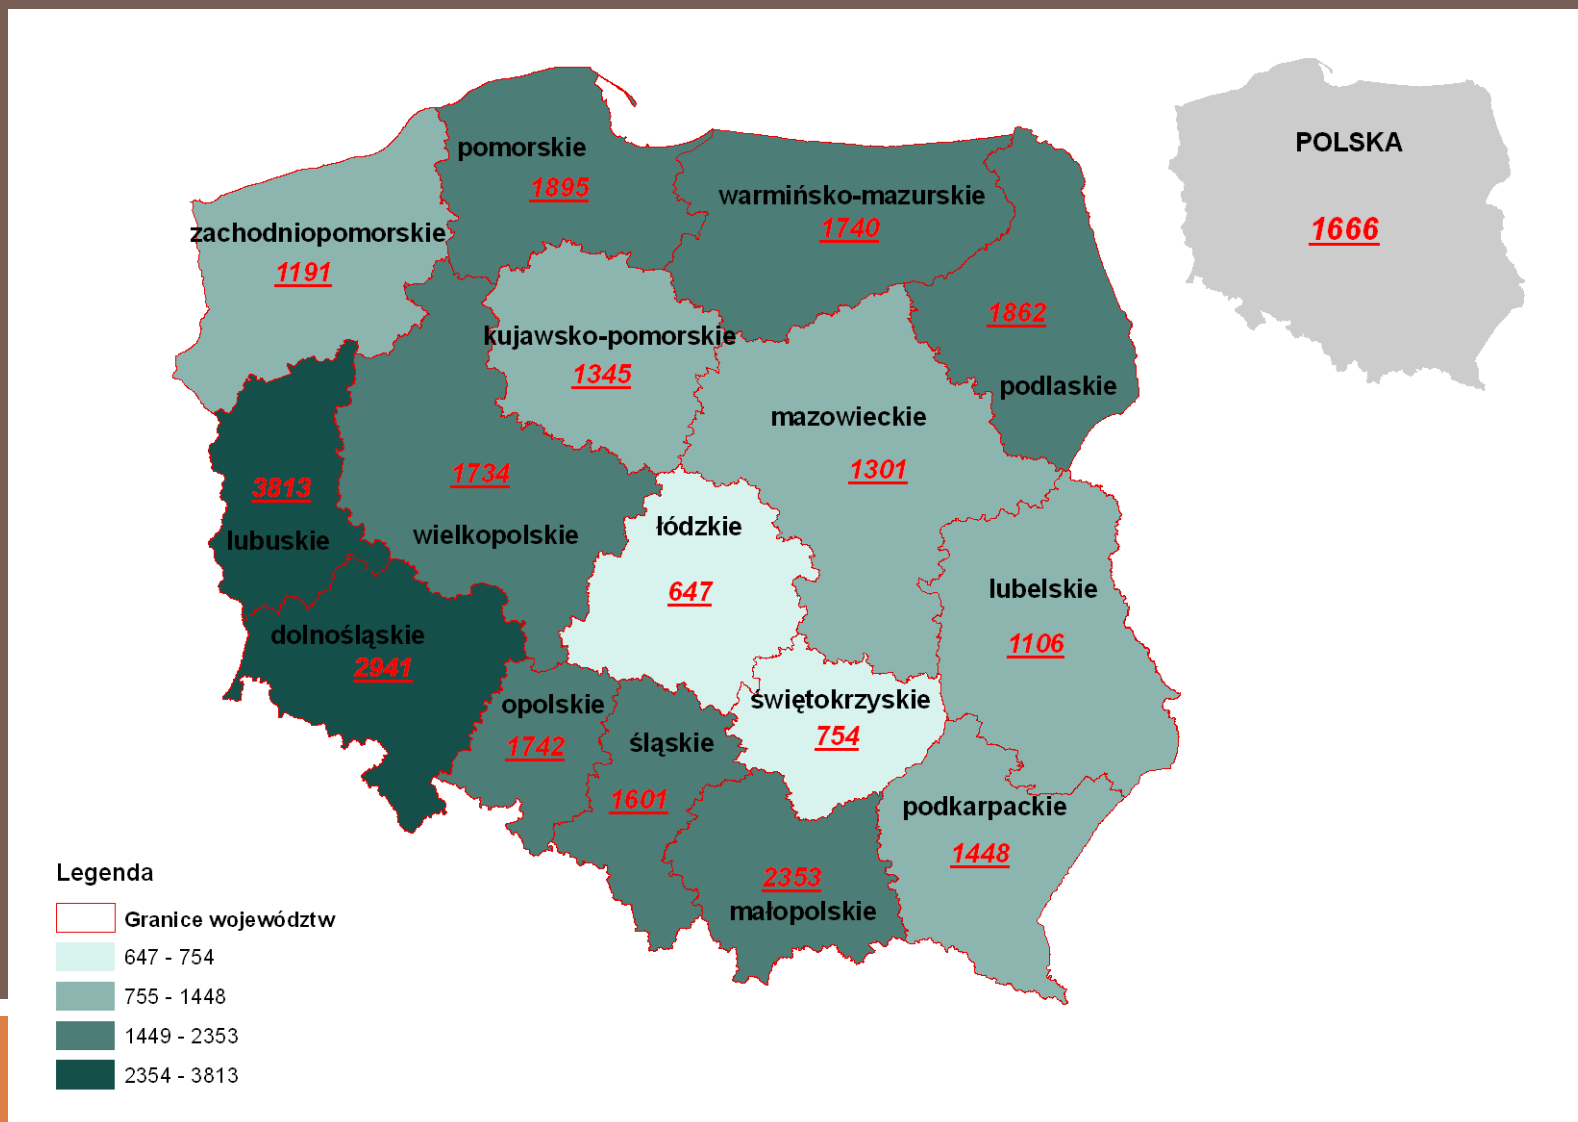 POLSKA
1666
pomorskie
1895
warmińsko-mazurskie
1740
zachodniopomorskie
1191
1862
podlaskie
kujawsko-pomorskie
1345
mazowieckie
1301
3813
lubuskie
1734
wielkopolskie
łódzkie
647
lubelskie
1106
dolnośląskie
2941
opolskie
1742
śląskie
1601
świętokrzyskie
754
podkarpackie
1448
2353
małopolskie
Legenda
Granice województw
647 - 754
755 - 1448
1449 - 2353
2354 - 3813